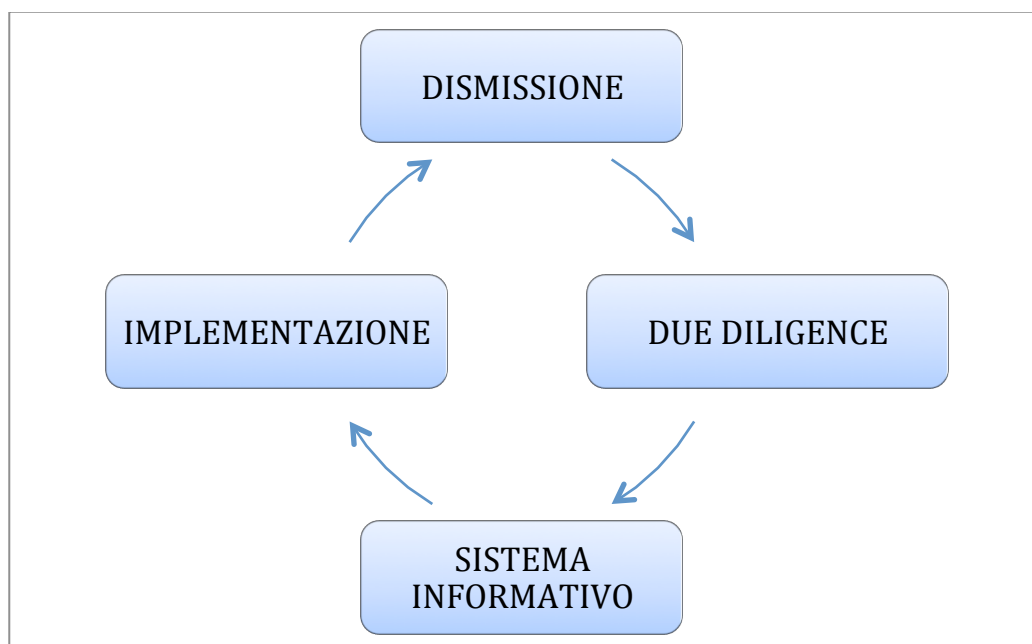 DISMISSIONE
IMPLEMENTAZIONE
DUE DILIGENCE
SISTEMA
INFORMATIVO